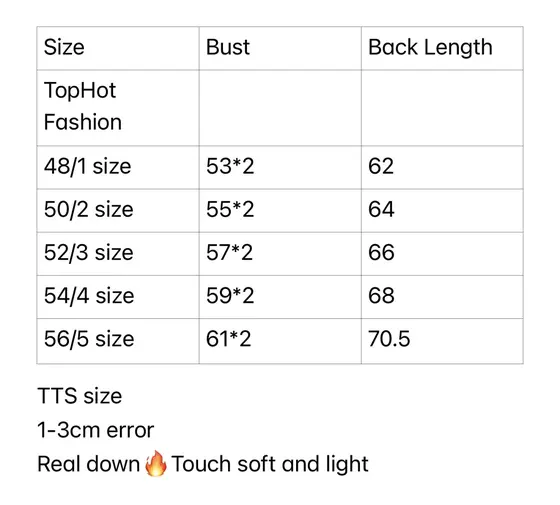 Size Bust Back Length
TopHot
Fashion
48/1 size 53*2 62
50/2 size 55*2 64
52/3 size 57*2 66
54/4 size 59*2 68
56/5 size 61*2 70.5
TTS size
1-3cm error
Real down🔥Touch soft and light